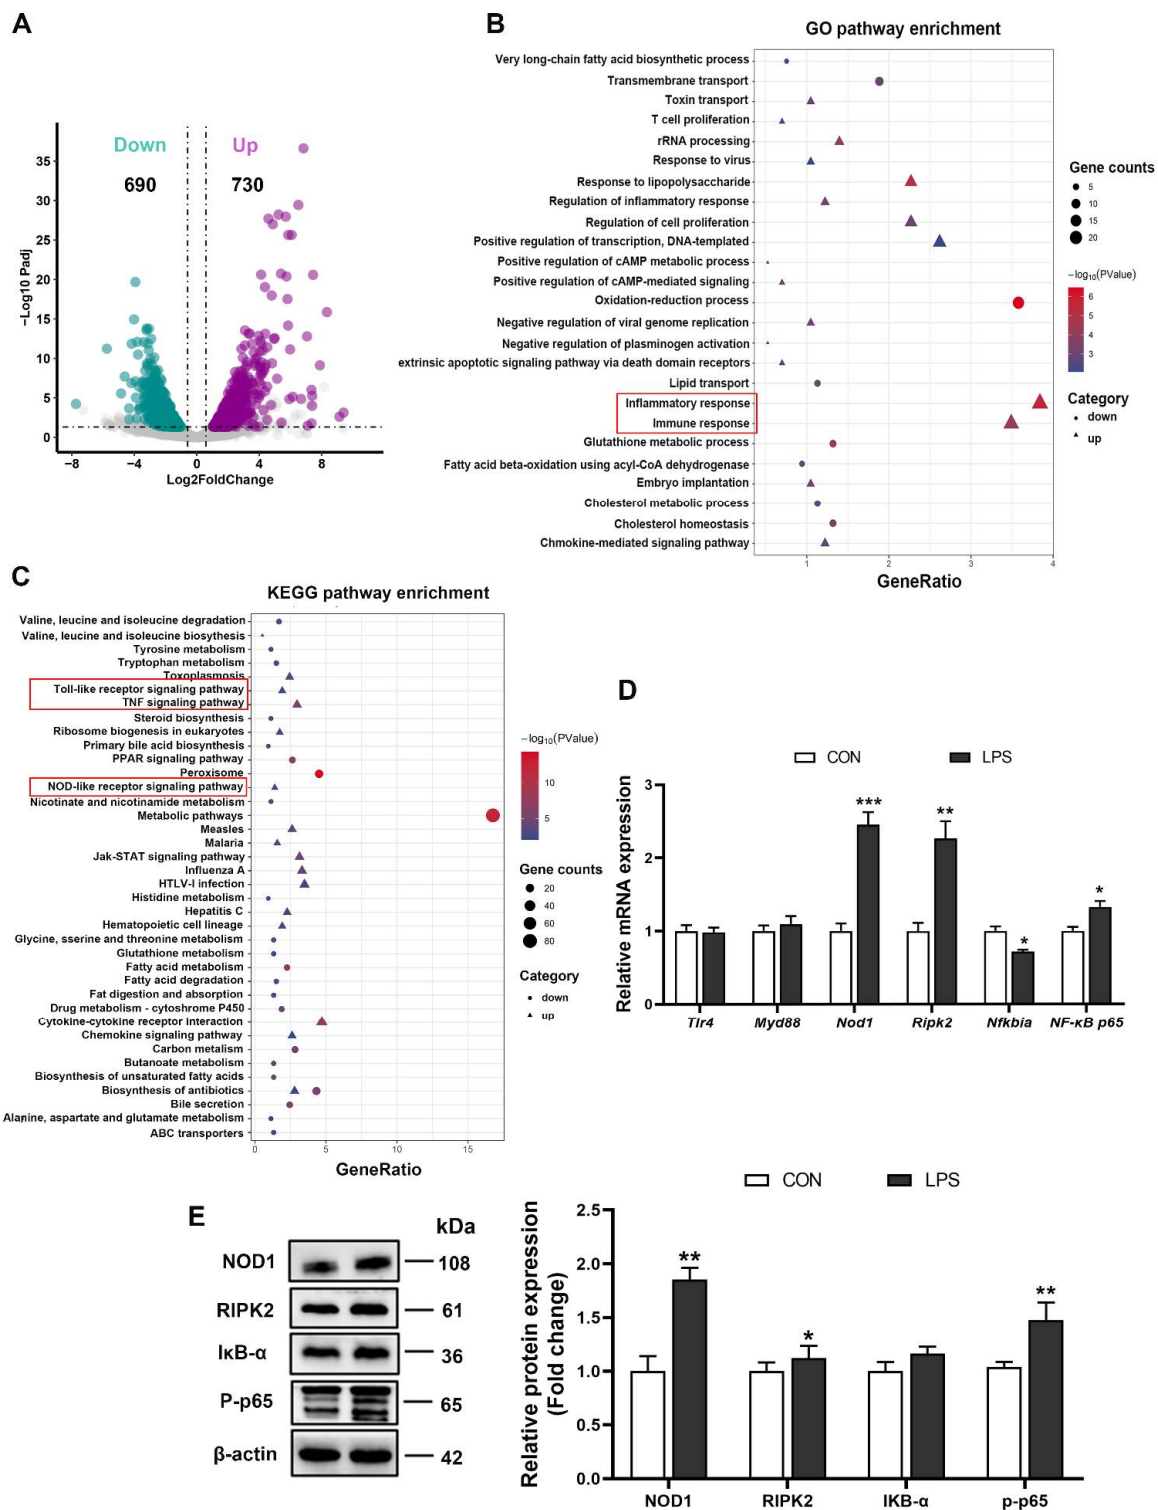 A
Down
Up
690
730
−Log10 Padj
35
30
25
20
15
10
5
0
−8
−4
0
4
8
Log2FoldChange
B
GO pathway enrichment
Very long-chain fatty acid biosynthetic process
Transmembrane transport
Toxin transport
T cell proliferation
rRNA processing
Response to virus
Response to lipopolysaccharide
Regulation of inflammatory response
Regulation of cell proliferation
Positive regulation of transcription, DNA-templated
Positive regulation of cAMP metabolic process
Positive regulation of cAMP-mediated signaling
Oxidation-reduction process
Negative regulation of viral genome replication
Negative regulation of plasminogen activation
extrinsic apoptotic signaling pathway via death domain receptors
Lipid transport
Inflammatory response
Immune response
Glutathione metabolic process
Fatty acid beta-oxidation using acyl-CoA dehydrogenase
Embryo implantation
Cholesterol metabolic process
Cholesterol homeostasis
Chmokine-mediated signaling pathway
1
2
3
4
GeneRatio
Gene counts
5
10
15
20
−log10(PValue)
6
5
4
3
Category
down
up
C
KEGG pathway enrichment
Valine, leucine and isoleucine degradation
Valine, leucine and isoleucine biosythesis
Tyrosine metabolism
Tryptophan metabolism
Toxoplasmosis
Toll-like receptor signaling pathway
TNF signaling pathway
Steroid biosynthesis
Ribosome biogenesis in eukaryotes
Primary bile acid biosynthesis
PPAR signaling pathway
Peroxisome
NOD-like receptor signaling pathway
Nicotinate and nicotinamide metabolism
Metabolic pathways
Measles
Malaria
Jak-STAT signaling pathway
Influenza A
HTLV-I infection
Histidine metabolism
Hepatitis C
Hematopoietic cell lineage
Glycine, sserine and threonine metabolism
Glutathione metabolism
Fatty acid metabolism
Fatty acid degradation
Fat digestion and absorption
Drug metabolism - cytoshrome P450
Cytokine-cytokine receptor interaction
Chemokine signaling pathway
Carbon metalism
Butanoate metabolism
Biosynthesis of unsaturated fatty acids
Biosynthesis of antibiotics
Bile secretion
Alanine, aspartate and glutamate metabolism
ABC transporters
0
5
10
15
GeneRatio
−log10(PValue)
10
5
Gene counts
20
40
60
80
Category
down
up
D
CON
LPS
Relative mRNA expression
3
2
1
0
***
**
*
*
Tlr4
Myd88
Nod1
Ripk2
Nfkbia
NF-κB p65
E
kDa
NOD1
108
RIPK2
61
IκB-α
36
P-p65
65
β-actin
42
CON
LPS
Relative protein expression
(Fold change)
2.5
2.0
1.5
1.0
0.5
0.0
**
*
**
NOD1
RIPK2
IKB-α
p-p65